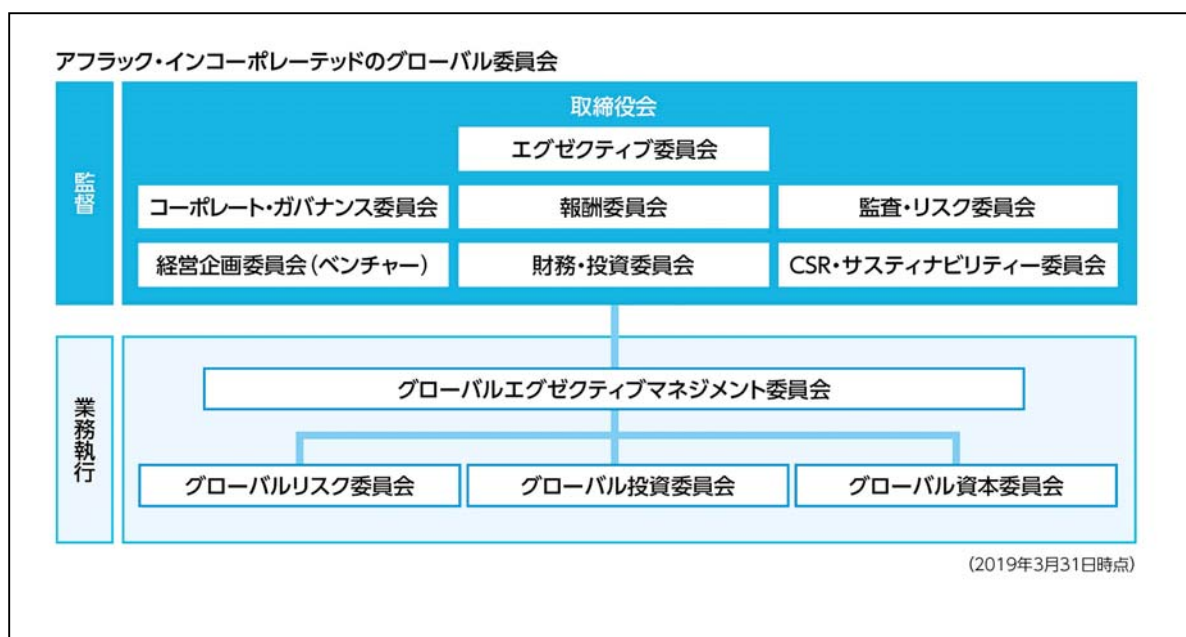 アフラック・インコーポレーテッドのグローバル委員会
監督
取締役会
エグゼクティブ委員会
コーポレート・ガバナンス委員会
報酬委員会
監査・リスク委員会
経営企画委員会(ベンチャー)
財務・投資委員会
CSR・サスティナビリティー委員会
業務執行
グローバルエグゼクティブマネジメント委員会
グローバルリスク委員会
グローバル投資委員会
グローバル資本委員会
(2019年3月31日時点)